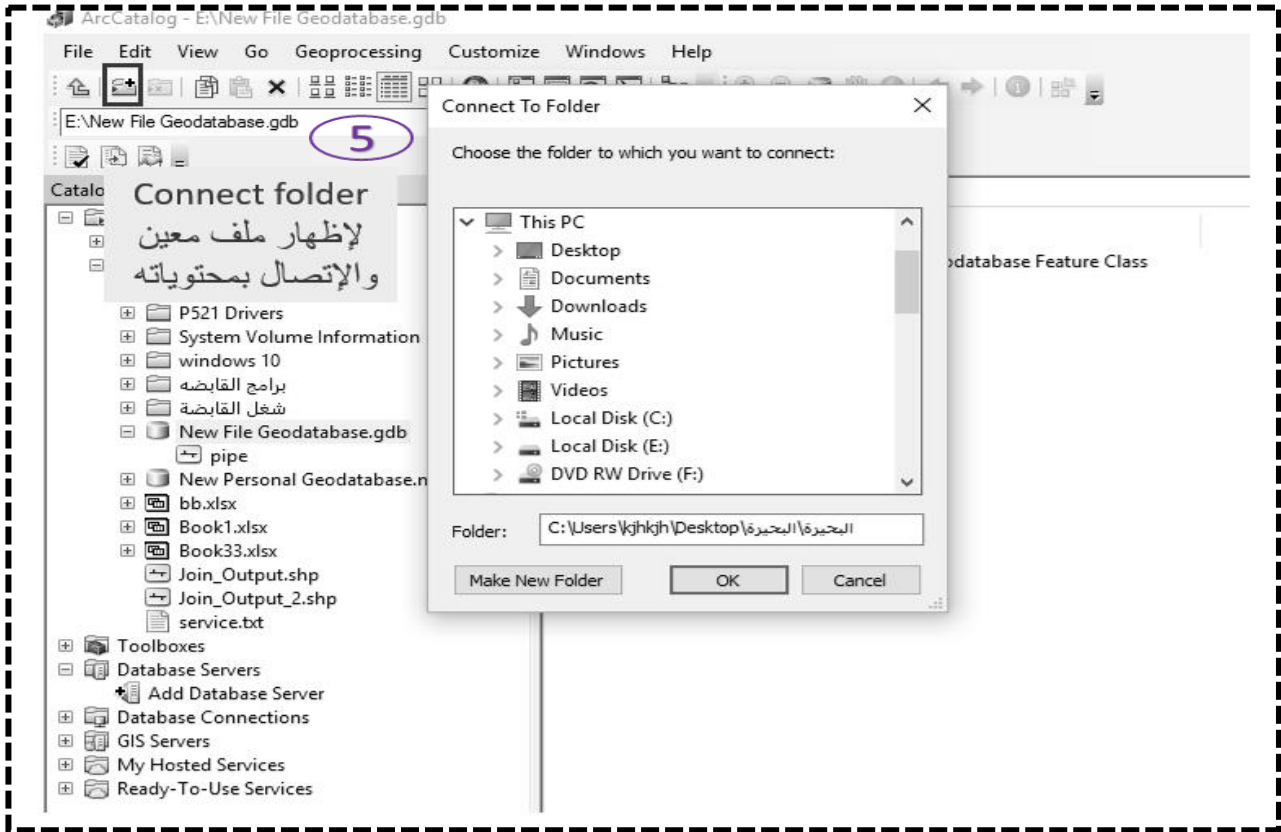 ArcCatalog - E:\New File Geodatabase.gdb
File Edit View Go Geoprocessing Customize Windows Help
E:\New File Geodatabase.gdb
5
Connect To Folder
Choose the folder to which you want to connect:
Connect folder
لإظهار ملف معين
والإتصال بمحتوياته
This PC
Desktop
Documents
Downloads
Music
Pictures
Videos
Local Disk (C:)
Local Disk (E:)
DVD RW Drive (F:)
Folder: C:\Users\kjhkjh\Desktop\البحيرة\البحيرة
Make New Folder OK Cancel
Feature Class
P521 Drivers
System Volume Information
windows 10
برامج القابضه
شغل القابضة
New File Geodatabase.gdb
pipe
New Personal
bb.xlsx
Book1.xlsx
Book33.xlsx
Join_Output.shp
Join_Output_2.shp
service.txt
Toolboxes
Database Servers
Add Database Server
Database Connections
GIS Servers
My Hosted Services
Ready-To-Use Services